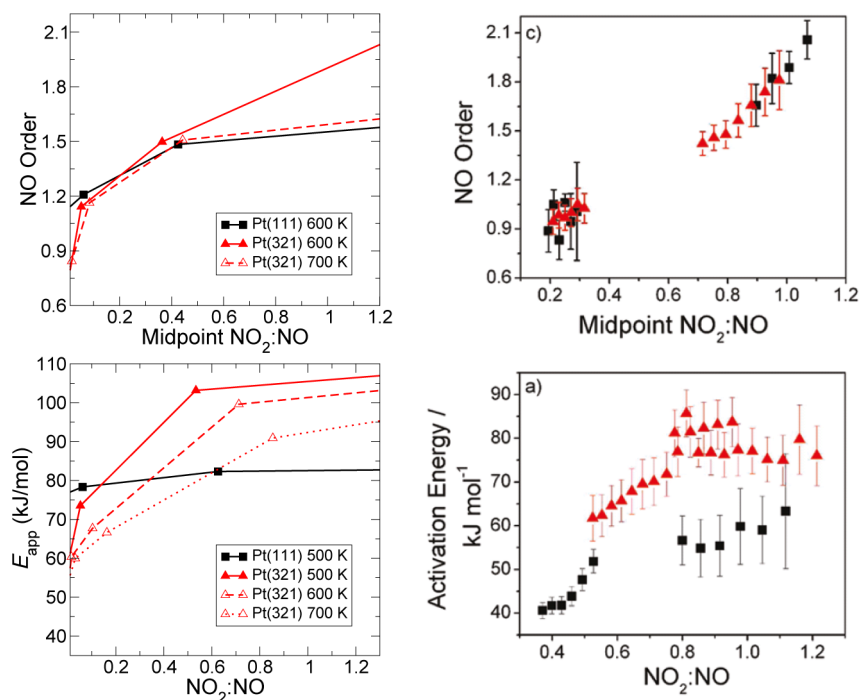 2.1
1.8
1.5
1.2
0.9
0.6
NO Order
Pt(111) 600 K
Pt(321) 600 K
Pt(321) 700 K
0.2 0.4 0.6 0.8 1 1.2
Midpoint NO2:NO
c)
2.1
1.8
1.5
1.2
0.9
0.6
NO Order
0.2 0.4 0.6 0.8 1.0 1.2
Midpoint NO2:NO
110
100
90
80
70
60
50
40
Eapp (kJ/mol)
Pt(111) 500 K
Pt(321) 500 K
Pt(321) 600 K
Pt(321) 700 K
0.2 0.4 0.6 0.8 1 1.2
NO2:NO
a)
90
80
70
60
50
40
Activation Energy /
kJ mol-1
0.4 0.6 0.8 1.0 1.2
NO2:NO